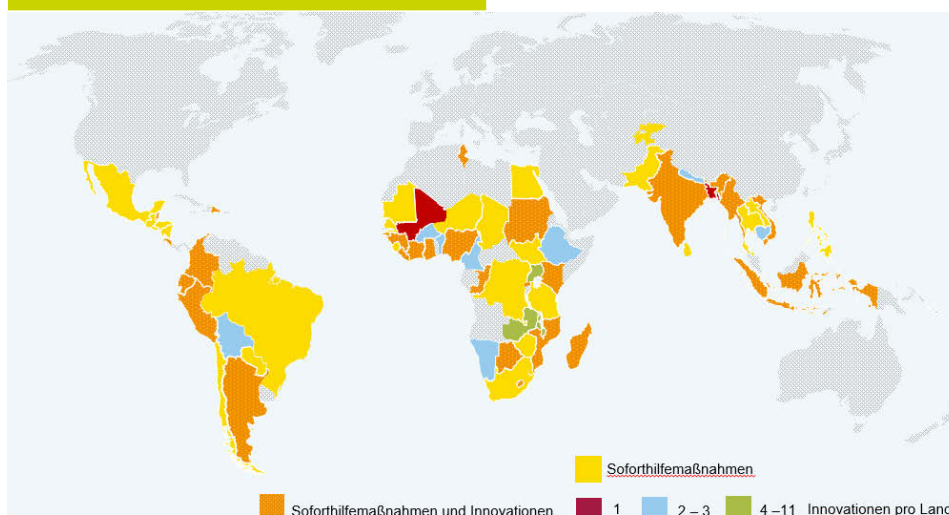 Soforthilfemaßnahmen
Soforthilfemaßnahmen und Innovationen 1 2 – 3 4 –11 Innovationen pro Land